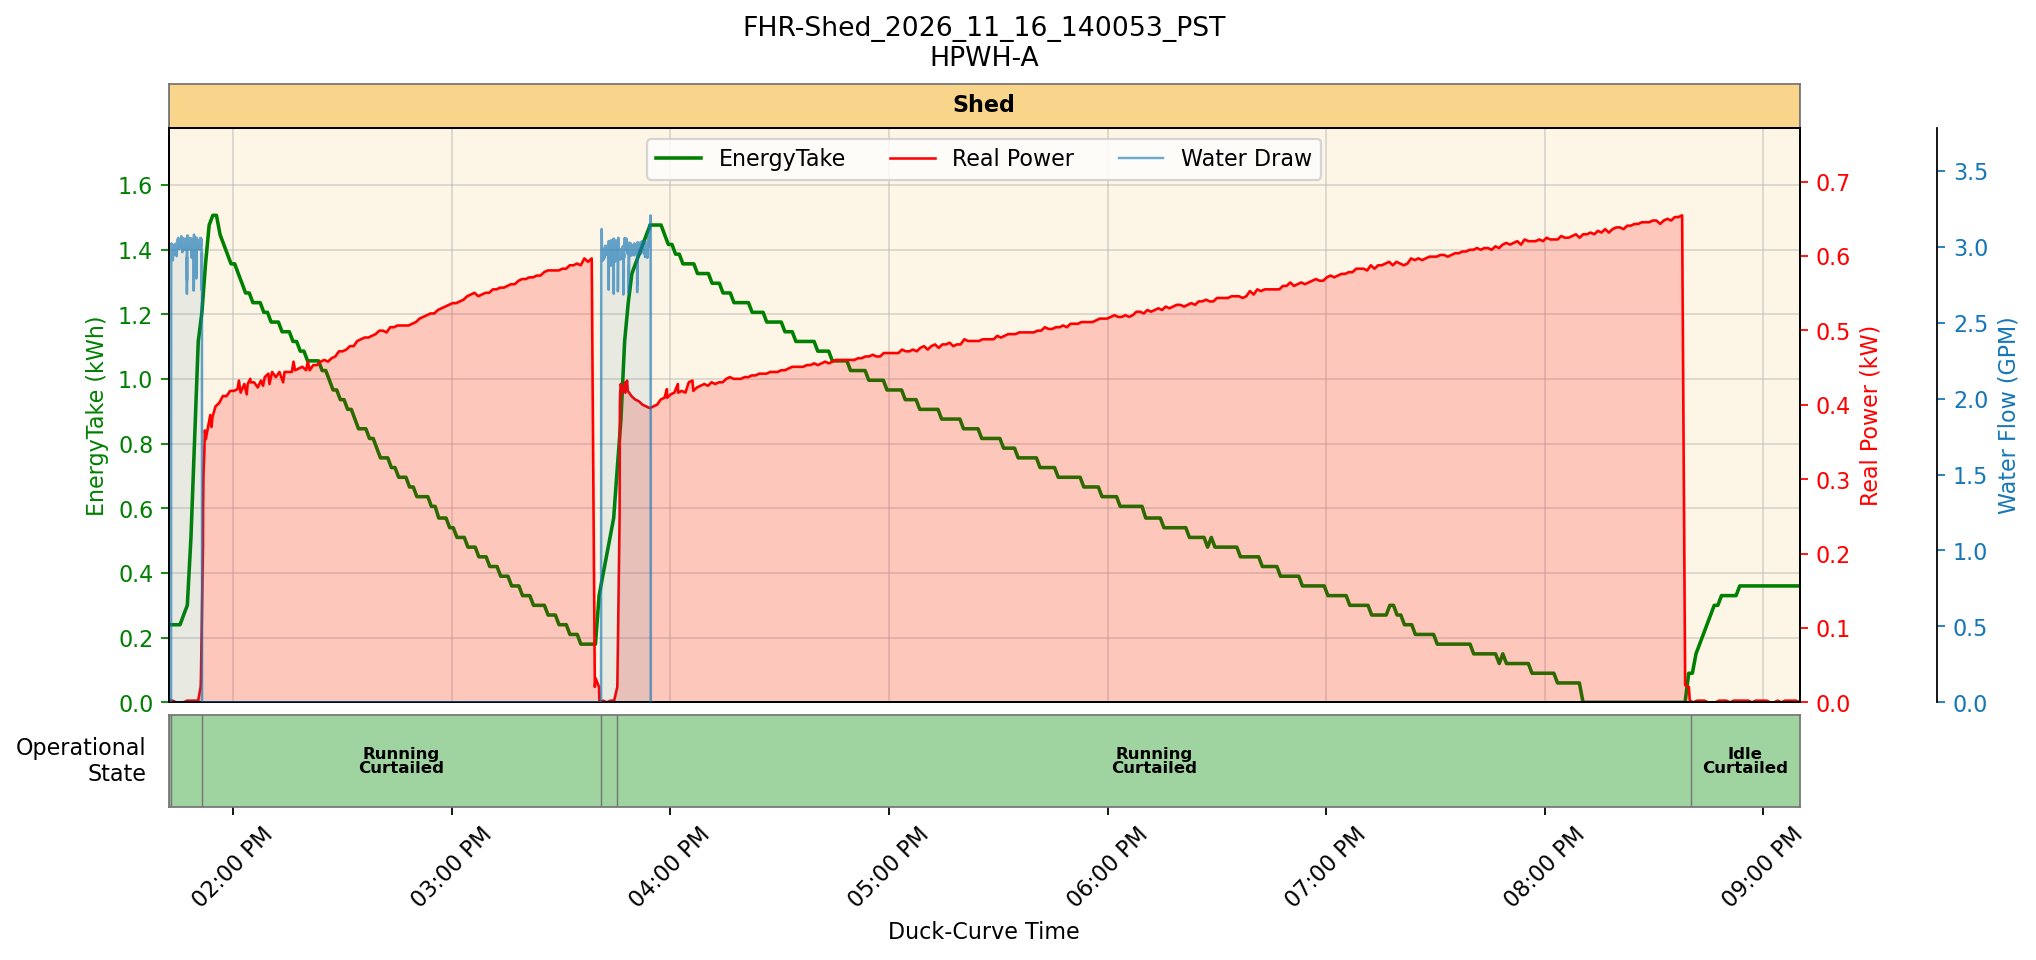 FHR-Shed_2026_11_16_140053_PST
HPWH-A
Shed
EnergyTake
Real Power
Water Draw
EnergyTake (kWh)
1.6
1.4
1.2
1.0
0.8
0.6
0.4
0.2
0.0
Real Power (kW)
0.7
0.6
0.5
0.4
0.3
0.2
0.1
0.0
Water Flow (GPM)
3.5
3.0
2.5
2.0
1.5
1.0
0.5
0.0
Operational
State
Running
Curtailed
Running
Curtailed
Idle
Curtailed
02:00 PM
03:00 PM
04:00 PM
05:00 PM
06:00 PM
07:00 PM
08:00 PM
09:00 PM
Duck-Curve Time